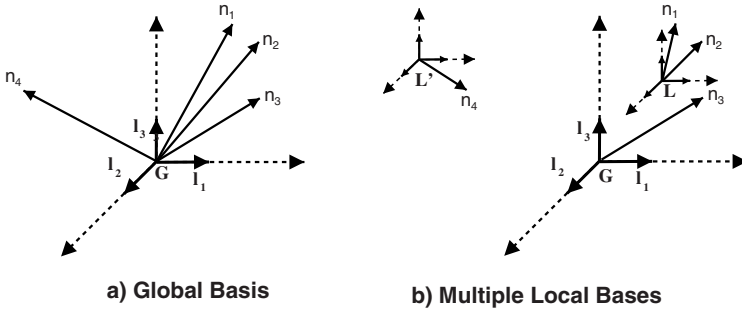 n1
n2
n3
n4
l3
l2
G
l1
a) Global Basis
L'
n4
n1
n2
L
n3
l3
l2
G
l1
b) Multiple Local Bases